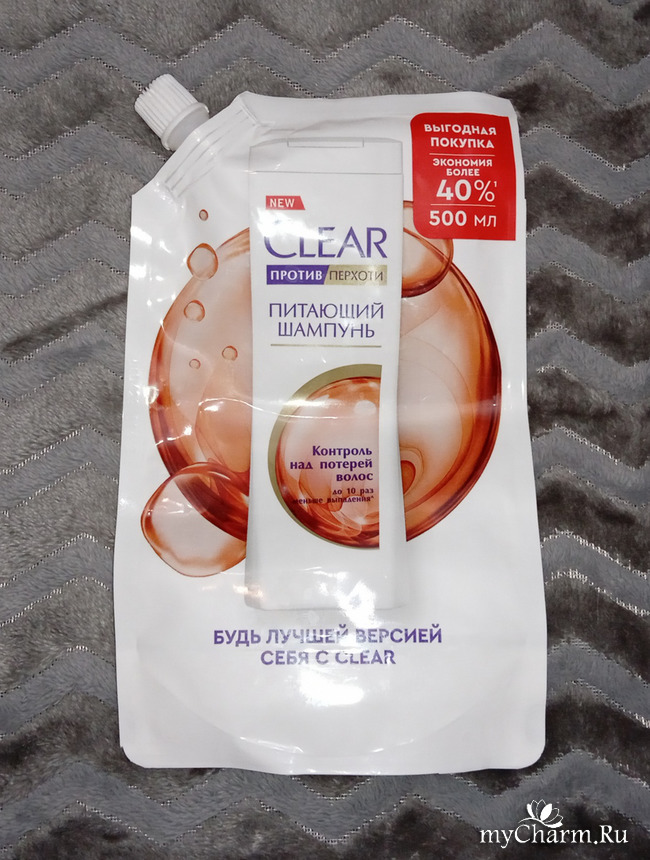 ВЫГОДНАЯ
ПОКУПКА
ЭКОНОМИЯ
БОЛЕЕ
40%¹
500 МЛ
NEW
CLEAR
ПРОТИВ ПЕРХОТИ
ПИТАЮЩИЙ
ШАМПУНЬ
Контроль
над потерей
волос
до 10 раз
меньше выпадения*
БУДЬ ЛУЧШЕЙ ВЕРСИЕЙ
СЕБЯ С CLEAR
myCharm.Ru